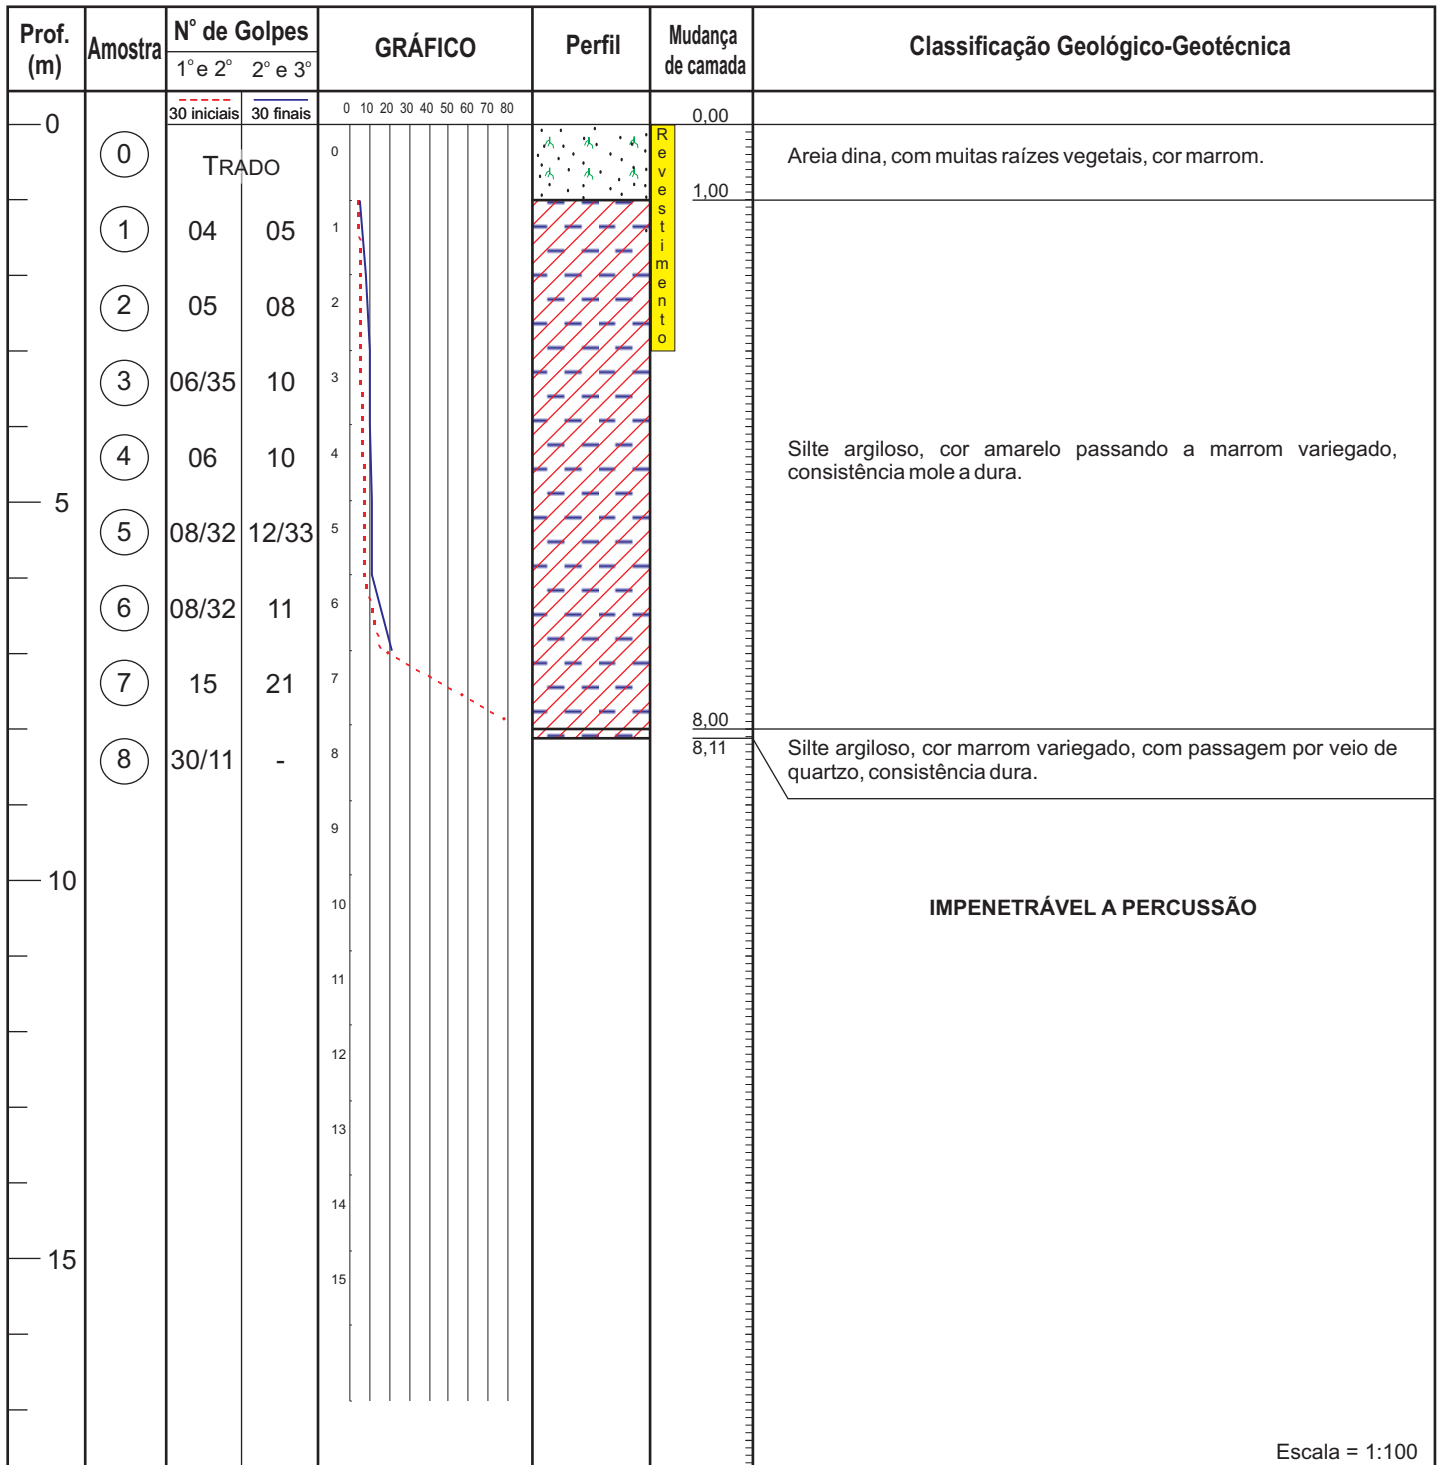 Prof. (m)
Amostra
N° de Golpes
1° e 2°
2° e 3°
GRÁFICO
Perfil
Mudança de camada
Classificação Geológico-Geotécnica
30 iniciais
30 finais
0 10 20 30 40 50 60 70 80
0,00
0
0
TRADO
0
Revestimento
Areia dina, com muitas raízes vegetais, cor marrom.
1,00
1 04 05 1
2 05 08 2
3 06/35 10 3
4 06 10 4
Silte argiloso, cor amarelo passando a marrom variegado,
consistência mole a dura.
5
5 08/32 12/33 5
6 08/32 11 6
7 15 21 7
8,00
8,11
8 30/11 - 8
Silte argiloso, cor marrom variegado, com passagem por veio de
quartzo, consistência dura.
9
10
10
IMPENETRÁVEL A PERCUSSÃO
11
12
13
14
15
15
Escala = 1:100